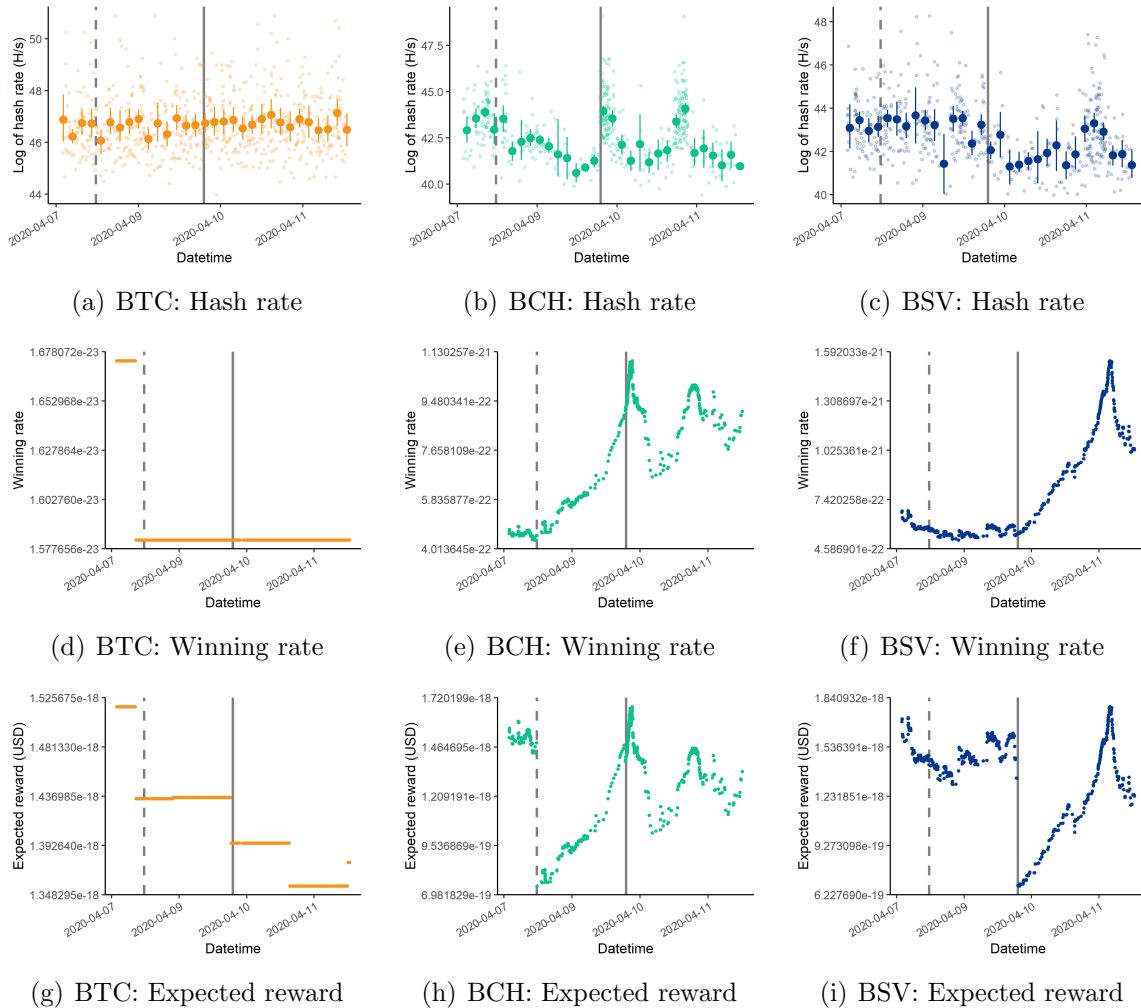 Log of hash rate (H/s)
50
48
46
44
2020-04-07
2020-04-09
2020-04-10
2020-04-11
Datetime
(a) BTC: Hash rate
Log of hash rate (H/s)
47.5
45.0
42.5
40.0
2020-04-07
2020-04-09
2020-04-10
2020-04-11
Datetime
(b) BCH: Hash rate
Log of hash rate (H/s)
48
46
44
42
40
2020-04-07
2020-04-09
2020-04-10
2020-04-11
Datetime
(c) BSV: Hash rate
Winning rate
1.678072e-23
1.652968e-23
1.627864e-23
1.602760e-23
1.577656e-23
2020-04-07
2020-04-09
2020-04-10
2020-04-11
Datetime
(d) BTC: Winning rate
Winning rate
1.130257e-21
9.480341e-22
7.658109e-22
5.835877e-22
4.013645e-22
2020-04-07
2020-04-09
2020-04-10
2020-04-11
Datetime
(e) BCH: Winning rate
Winning rate
1.592033e-21
1.308697e-21
1.025361e-21
7.420258e-22
4.586901e-22
2020-04-07
2020-04-09
2020-04-10
2020-04-11
Datetime
(f) BSV: Winning rate
Expected reward (USD)
1.525675e-18
1.481330e-18
1.436985e-18
1.392640e-18
1.348295e-18
2020-04-07
2020-04-09
2020-04-10
2020-04-11
Datetime
(g) BTC: Expected reward
Expected reward (USD)
1.720199e-18
1.464695e-18
1.209191e-18
9.536869e-19
6.981829e-19
2020-04-07
2020-04-09
2020-04-10
2020-04-11
Datetime
(h) BCH: Expected reward
Expected reward (USD)
1.840932e-18
1.536391e-18
1.231851e-18
9.273098e-19
6.227690e-19
2020-04-07
2020-04-09
2020-04-10
2020-04-11
Datetime
(i) BSV: Expected reward